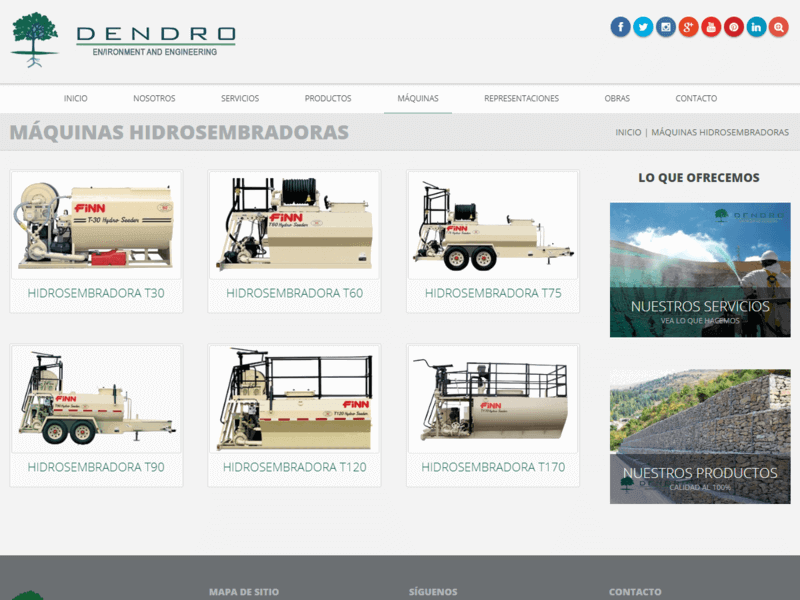 DENDRO
ENVIRONMENT AND ENGINEERING
INICIO NOSOTROS SERVICIOS PRODUCTOS MÁQUINAS REPRESENTACIONES OBRAS CONTACTO
MÁQUINAS HIDROSEMBRADORAS
INICIO | MÁQUINAS HIDROSEMBRADORAS
FINN
T-30 Hydro Seeder
HIDROSEMBRADORA T30
FINN
T60 Hydro Seeder
HIDROSEMBRADORA T60
FINN
HIDROSEMBRADORA T75
FINN
HIDROSEMBRADORA T90
FINN
T120 Hydro Seeder
HIDROSEMBRADORA T120
FINN
HIDROSEMBRADORA T170
LO QUE OFRECEMOS
DENDRO
NUESTROS SERVICIOS
VEA LO QUE HACEMOS
NUESTROS PRODUCTOS
CALIDAD AL 100%
MAPA DE SITIO
SÍGUENOS
CONTACTO